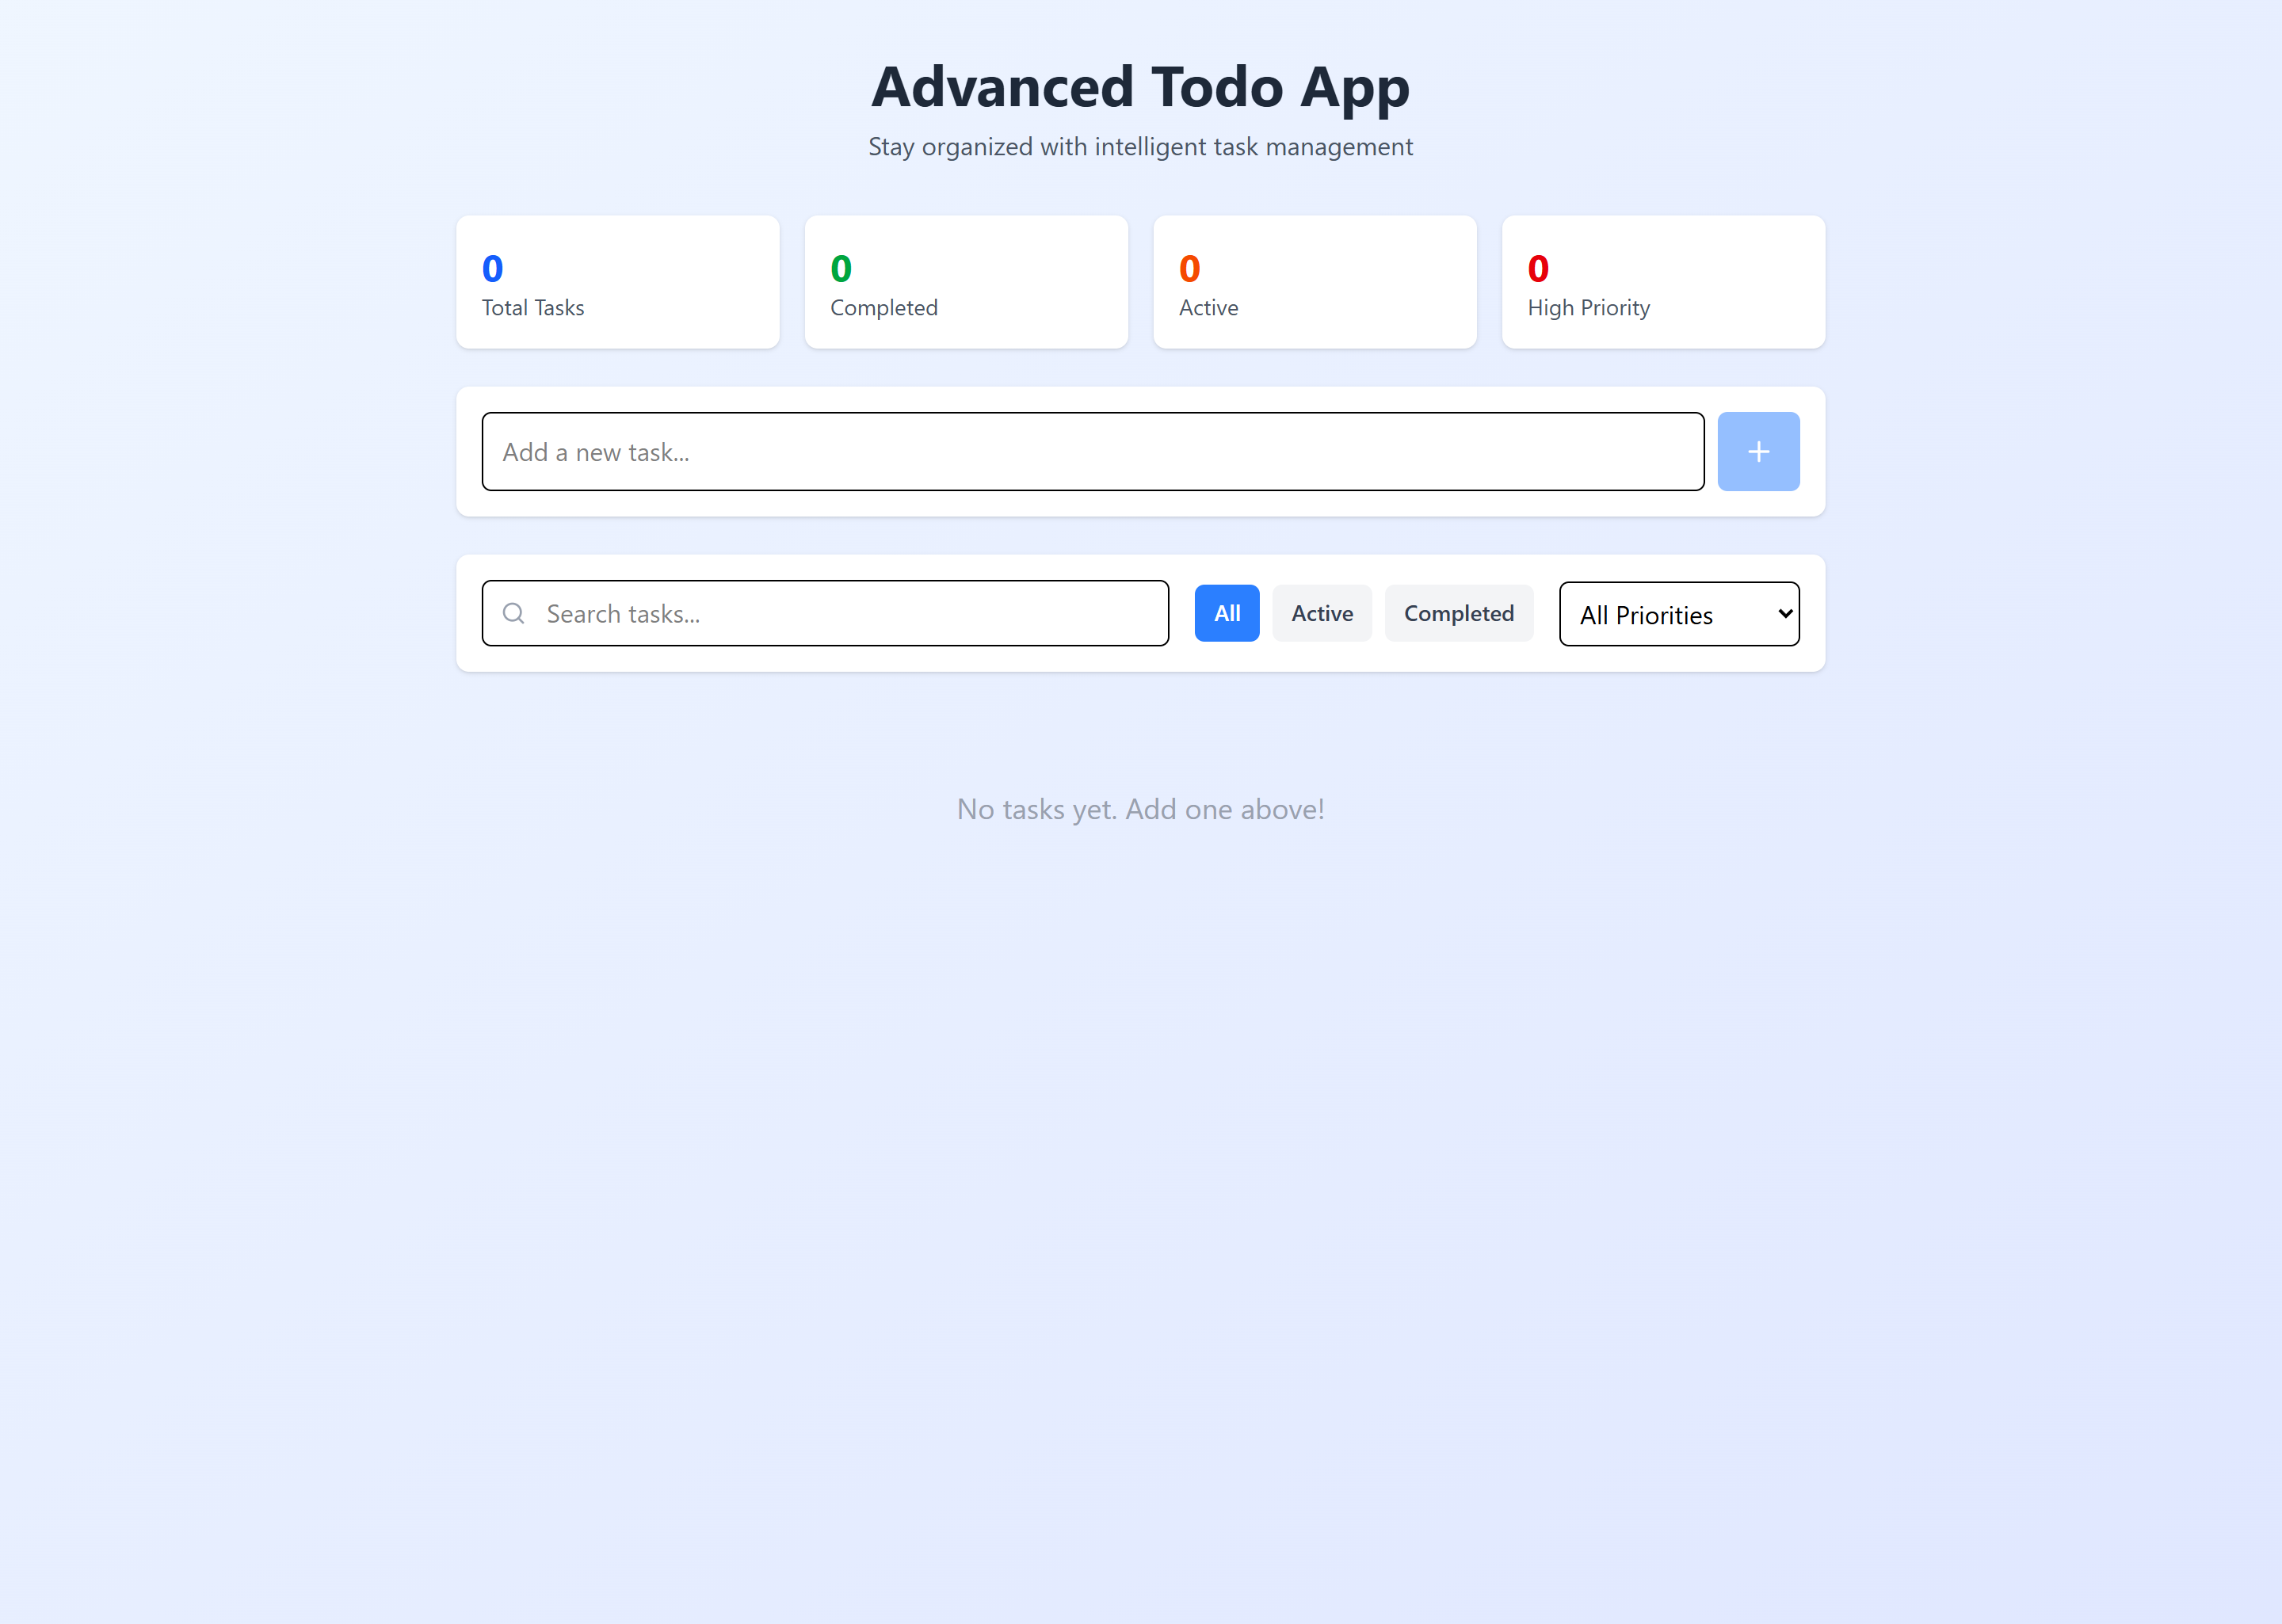 Advanced Todo App
Stay organized with intelligent task management
0
Total Tasks
0
Completed
0
Active
0
High Priority
Add a new task...
Search tasks...
All
Active
Completed
All Priorities
No tasks yet. Add one above!